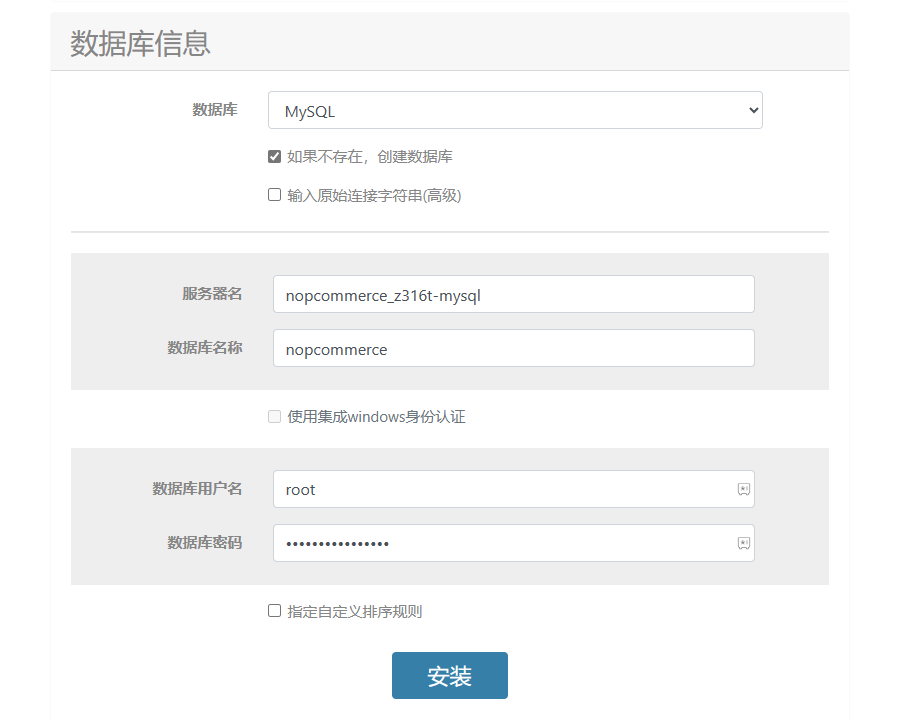 数据库信息
数据库 MySQL
如果不存在，创建数据库
输入原始连接字符串(高级)
服务器名 nopcommerce_z316t-mysql
数据库名称 nopcommerce
使用集成windows身份认证
数据库用户名 root
数据库密码 ••••••••••••••••
指定自定义排序规则
安装